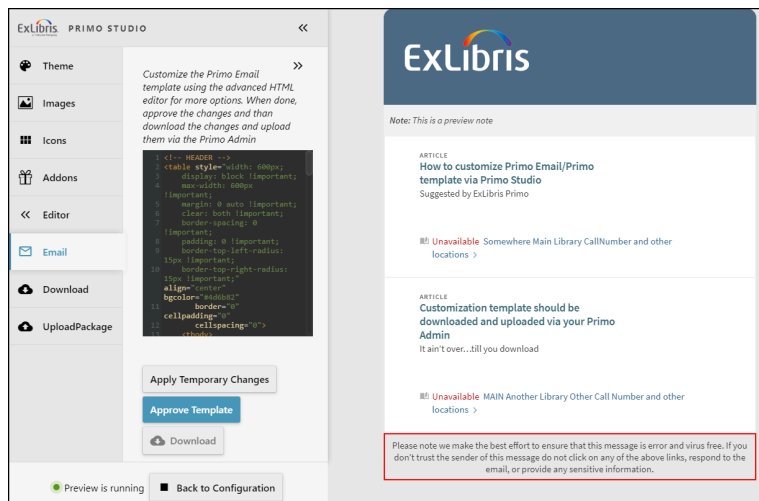 ExLibris. PRIMO STUDIO
Theme
Images
Icons
Addons
Editor
Email
Download
UploadPackage
Customize the Primo Email
template using the advanced HTML
editor for more options. When done,
approve the changes and than
download the changes and upload
them via the Primo Admin
1 <!-- HEADER -->
2 <table style="width: 600px;
3 display: block !important;
4 max-width: 600px
!important;
5 margin: 0 auto !important;
6 clear: both !important;
7 border-spacing: 0
!important;
8 padding: 0 !important;
9 border-top-left-radius:
15px !important;
10 border-top-right-radius:
15px !important;"
align="center"
bgcolor="#4d6b82"
11 border="0"
cellpadding="0"
12 cellspacing="0">
13 <tbody>
Apply Temporary Changes
Approve Template
Download
Preview is running
Back to Configuration
ExLibris
Note: This is a preview note
ARTICLE
How to customize Primo Email/Primo
template via Primo Studio
Suggested by ExLibris Primo
Unavailable Somewhere Main Library CallNumber and other
locations >
ARTICLE
Customization template should be
downloaded and uploaded via your Primo
Admin
It ain't over...till you download
Unavailable MAIN Another Library Other Call Number and other
locations >
Please note we make the best effort to ensure that this message is error and virus free. If you
don't trust the sender of this message do not click on any of the above links, respond to the
email, or provide any sensitive information.